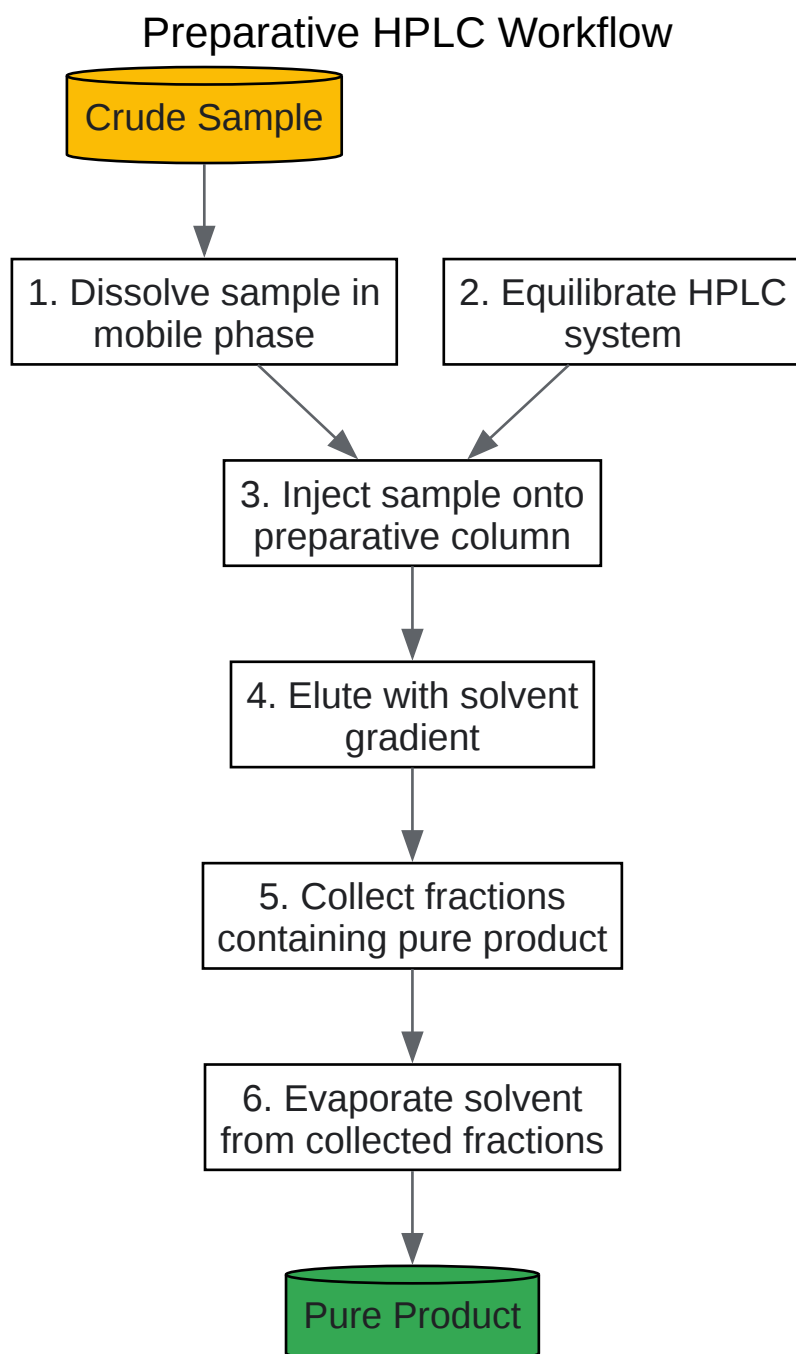 Preparative HPLC Workflow
Crude Sample
1. Dissolve sample in
mobile phase
2. Equilibrate HPLC
system
3. Inject sample onto
preparative column
4. Elute with solvent
gradient
5. Collect fractions
containing pure product
6. Evaporate solvent
from collected fractions
Pure Product